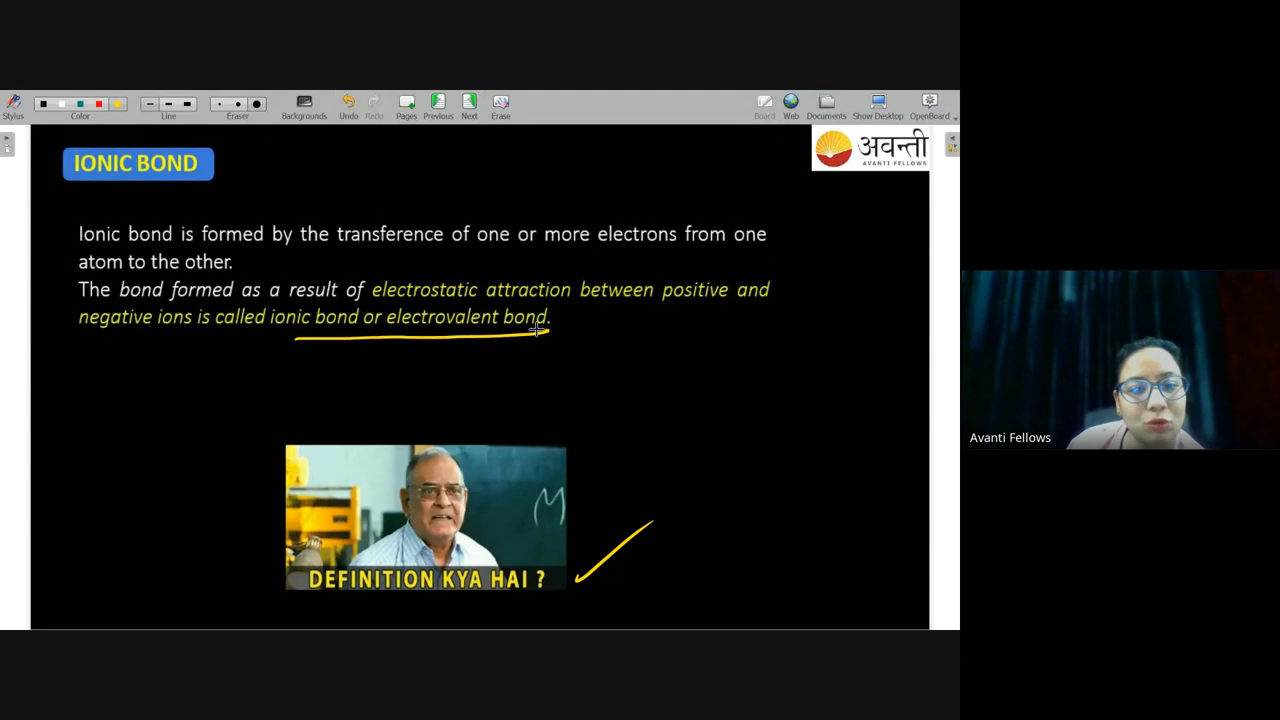 Stylus
Color
Line
Eraser
Backgrounds
Undo
Redo
Pages
Previous
Next
Erase
Board
Web
Documents
Show Desktop
OpenBoard
IONIC BOND
अवन्ती
AVANTI FELLOWS
Ionic bond is formed by the transference of one or more electrons from one
atom to the other.
The bond formed as a result of electrostatic attraction between positive and
negative ions is called ionic bond or electrovalent bond.
M
DEFINITION KYA HAI ?
Avanti Fellows